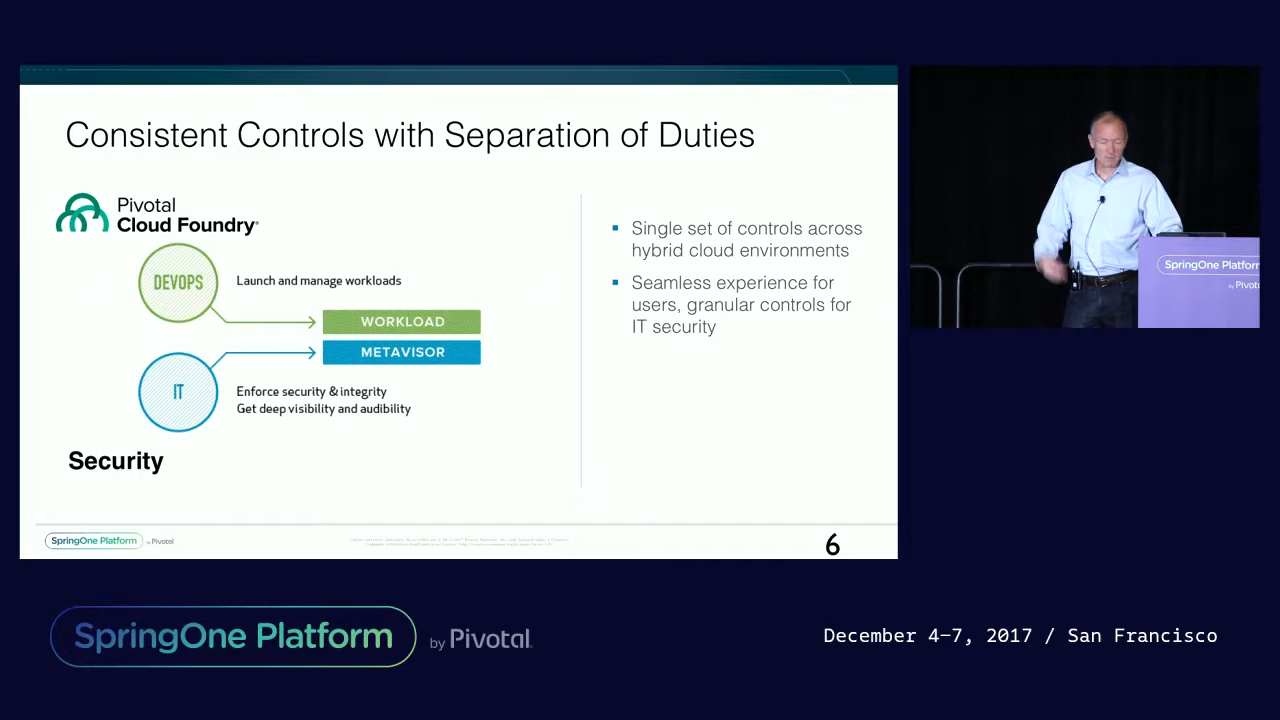 Consistent Controls with Separation of Duties
Pivotal
Cloud Foundry®
DEVOPS
Launch and manage workloads
WORKLOAD
METAVISOR
IT
Enforce security & integrity
Get deep visibility and audibility
Security
Single set of controls across
hybrid cloud environments
Seamless experience for
users, granular controls for
IT security
SpringOne Platform
by Pivotal
6
SpringOne Platform
by Pivotal
SpringOne Platform
by Pivotal
December 4–7, 2017 / San Francisco